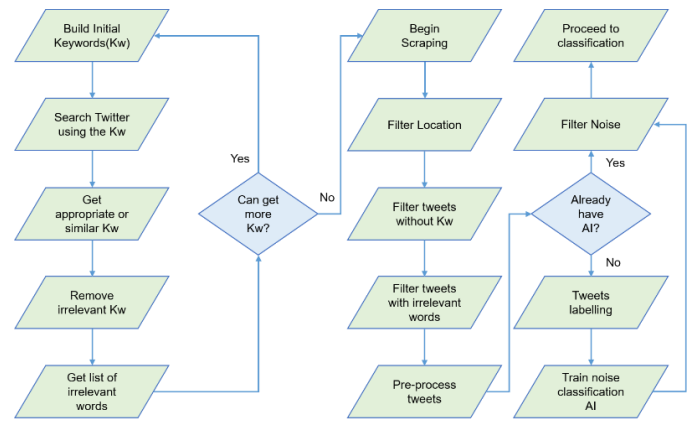 Build Initial
Keywords(Kw)
Search Twitter
using the Kw
Get
appropriate or
similar Kw
Remove
irrelevant Kw
Get list of
irrelevant
words
Yes
Can get
more
Kw?
No
Begin
Scraping
Filter Location
Filter tweets
without Kw
Filter tweets
with irrelevant
words
Pre-process
tweets
Proceed to
classification
Filter Noise
Yes
Already
have
AI?
No
Tweets
labelling
Train noise
classification
AI